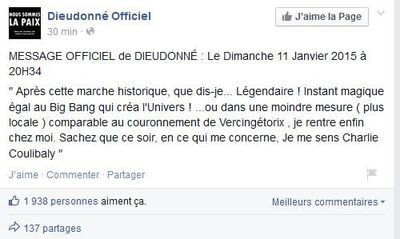 NOUS SOMMES
LA PAIX
Dieudonné Officiel
30 min ·
J'aime la Page
MESSAGE OFFICIEL de DIEUDONNÉ : Le Dimanche 11 Janvier 2015 à
20H34
" Après cette marche historique, que dis-je... Légendaire ! Instant magique
égal au Big Bang qui créa l'Univers ! ...ou dans une moindre mesure ( plus
locale ) comparable au couronnement de Vercingétorix , je rentre enfin
chez moi. Sachez que ce soir, en ce qui me concerne, Je me sens Charlie
Coulibaly "
J'aime · Commenter · Partager
1 938 personnes aiment ça.
Meilleurs commentaires
137 partages